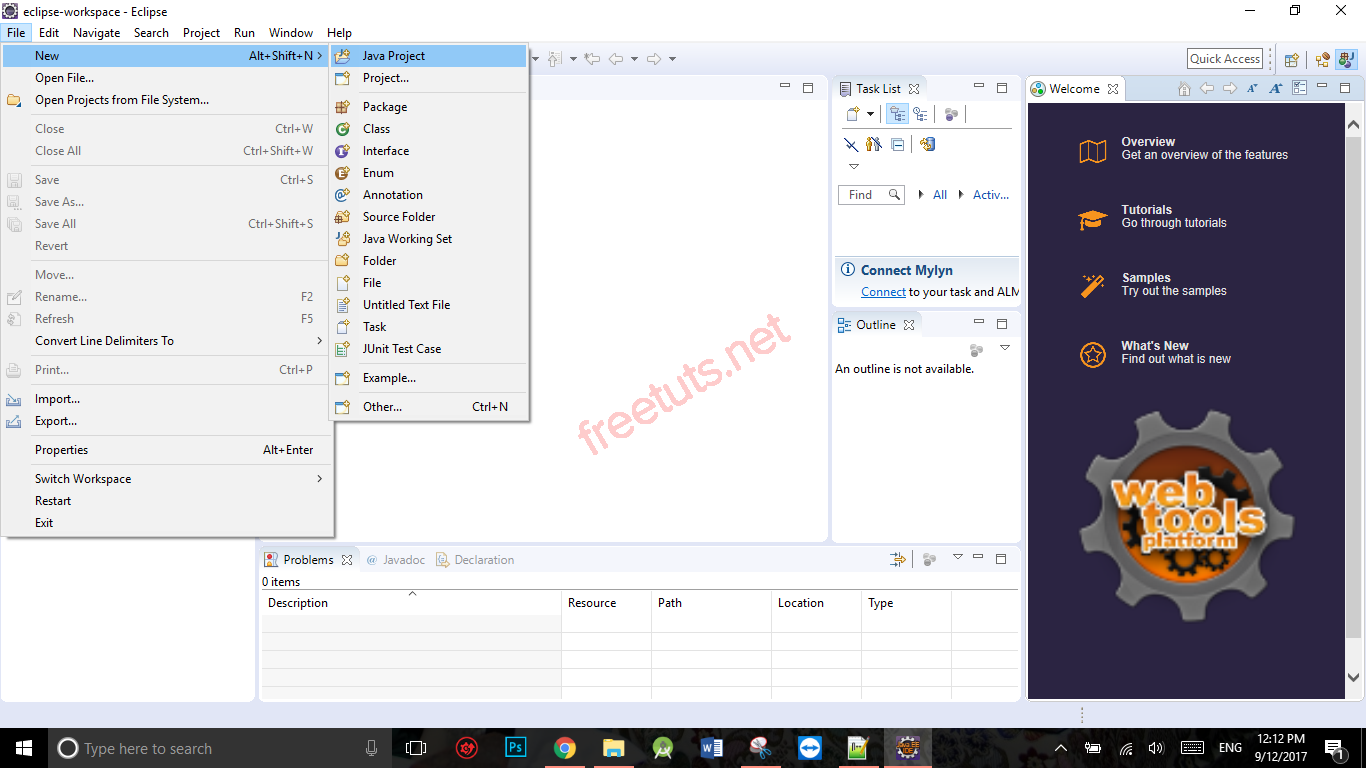 eclipse-workspace - Eclipse
File Edit Navigate Search Project Run Window Help
New Alt+Shift+N
Open File...
Open Projects from File System...
Close Ctrl+W
Close All Ctrl+Shift+W
Save Ctrl+S
Save As...
Save All Ctrl+Shift+S
Revert
Move...
Rename... F2
Refresh F5
Convert Line Delimiters To
Print... Ctrl+P
Import...
Export...
Properties Alt+Enter
Switch Workspace
Restart
Exit
Java Project
Project...
Package
Class
Interface
Enum
Annotation
Source Folder
Java Working Set
Folder
File
Untitled Text File
Task
JUnit Test Case
Example...
Other... Ctrl+N
Quick Access
Task List
Find All Activ...
Connect Mylyn
Connect to your task and ALM
Outline
An outline is not available.
Welcome
Overview
Get an overview of the features
Tutorials
Go through tutorials
Samples
Try out the samples
What's New
Find out what is new
web
tools
platform
freetuts.net
Problems @ Javadoc Declaration
0 items
Description Resource Path Location Type
Type here to search
Ps
ENG
12:12 PM
9/12/2017
1